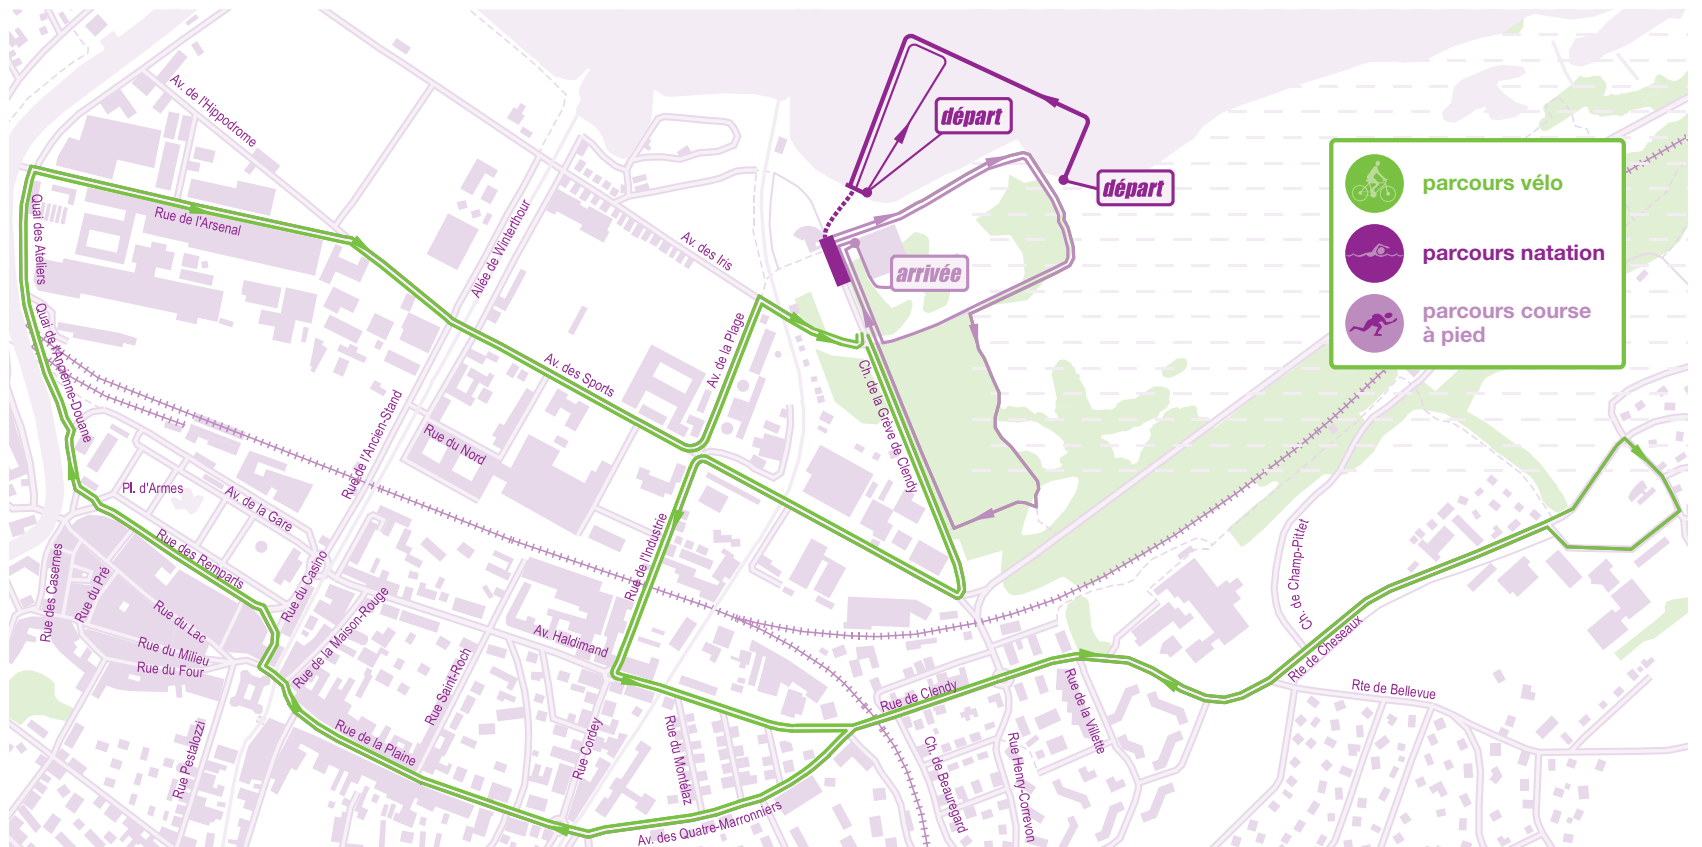 Av. de l'Hippodrome
départ
départ
arrivée
parcours vélo
parcours natation
parcours course
à pied
Quai des Ateliers
Rue de l'Arsenal
Allée de Winterthour
Av. des Iris
Quai de l'Ancienne-Douane
Av. des Sports
Av. de la Plage
Ch. de la Grève de Clendy
Rue de l'Ancien-Stand
Rue du Nord
Pl. d'Armes
Av. de la Gare
Rue des Remparts
Rue de l'Industrie
Rue des Casernes
Rue du Pré
Rue du Lac
Rue du Milieu
Rue du Four
Rue du Casino
Rue de la Maison-Rouge
Av. Haldimand
Rue Saint-Roch
Rue Pestalozzi
Rue de la Plaine
Rue Cordey
Rue du Montélaz
Av. des Quatre-Marronniers
Rue de Clendy
Ch. de Beauregard
Rue Henry-Correvon
Rue de la Villette
Ch. de Champ-Pittet
Rte de Cheseaux
Rte de Bellevue